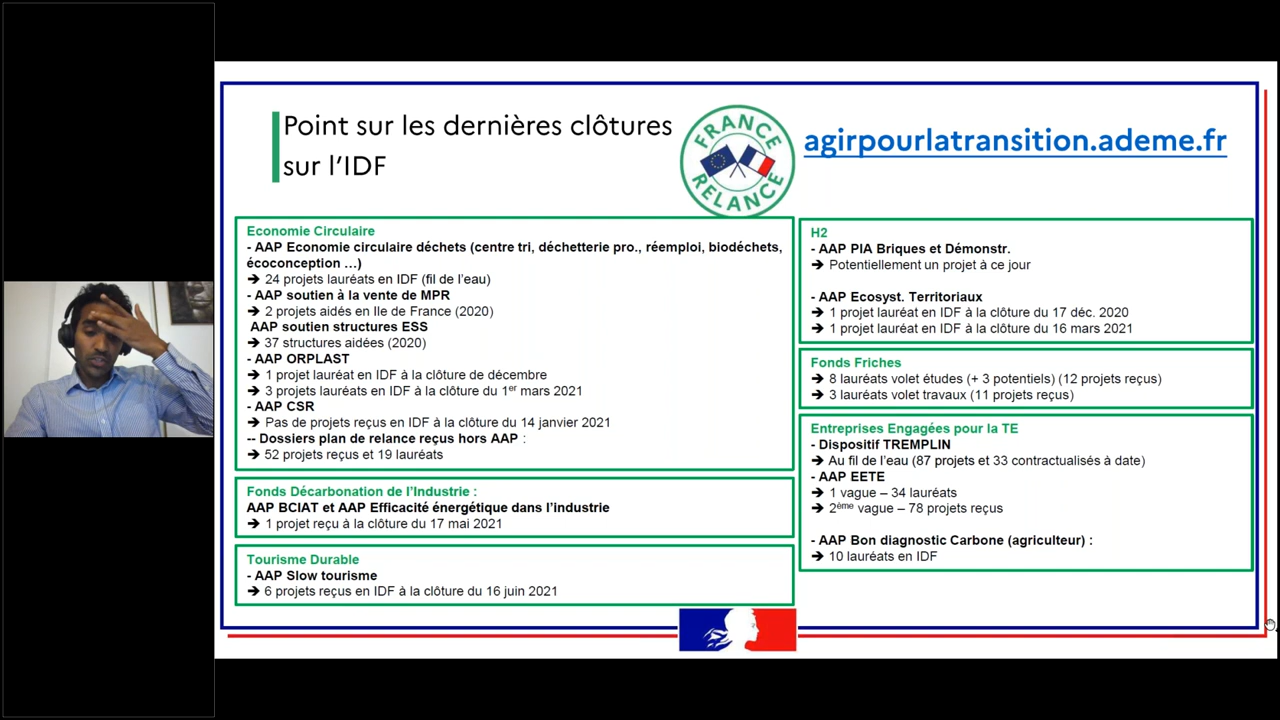 Point sur les dernières clôtures
sur l'IDF
FRANCE
RELANCE
agirpourlatransition.ademe.fr
Economie Circulaire
- AAP Economie circulaire déchets (centre tri, déchetterie pro., réemploi, biodéchets,
écoconception …)
➔ 24 projets lauréats en IDF (fil de l'eau)
- AAP soutien à la vente de MPR
➔ 2 projets aidés en Ile de France (2020)
AAP soutien structures ESS
➔ 37 structures aidées (2020)
- AAP ORPLAST
➔ 1 projet lauréat en IDF à la clôture de décembre
➔ 3 projets lauréats en IDF à la clôture du 1er mars 2021
- AAP CSR
➔ Pas de projets reçus en IDF à la clôture du 14 janvier 2021
-- Dossiers plan de relance reçus hors AAP :
➔ 52 projets reçus et 19 lauréats
Fonds Décarbonation de l'Industrie :
AAP BCIAT et AAP Efficacité énergétique dans l'industrie
➔ 1 projet reçu à la clôture du 17 mai 2021
Tourisme Durable
- AAP Slow tourisme
➔ 6 projets reçus en IDF à la clôture du 16 juin 2021
H2
- AAP PIA Briques et Démonstr.
➔ Potentiellement un projet à ce jour
- AAP Ecosyst. Territoriaux
➔ 1 projet lauréat en IDF à la clôture du 17 déc. 2020
➔ 1 projet lauréat en IDF à la clôture du 16 mars 2021
Fonds Friches
➔ 8 lauréats volet études (+ 3 potentiels) (12 projets reçus)
➔ 3 lauréats volet travaux (11 projets reçus)
Entreprises Engagées pour la TE
- Dispositif TREMPLIN
➔ Au fil de l'eau (87 projets et 33 contractualisés à date)
- AAP EETE
➔ 1 vague – 34 lauréats
➔ 2ème vague – 78 projets reçus
- AAP Bon diagnostic Carbone (agriculteur) :
➔ 10 lauréats en IDF